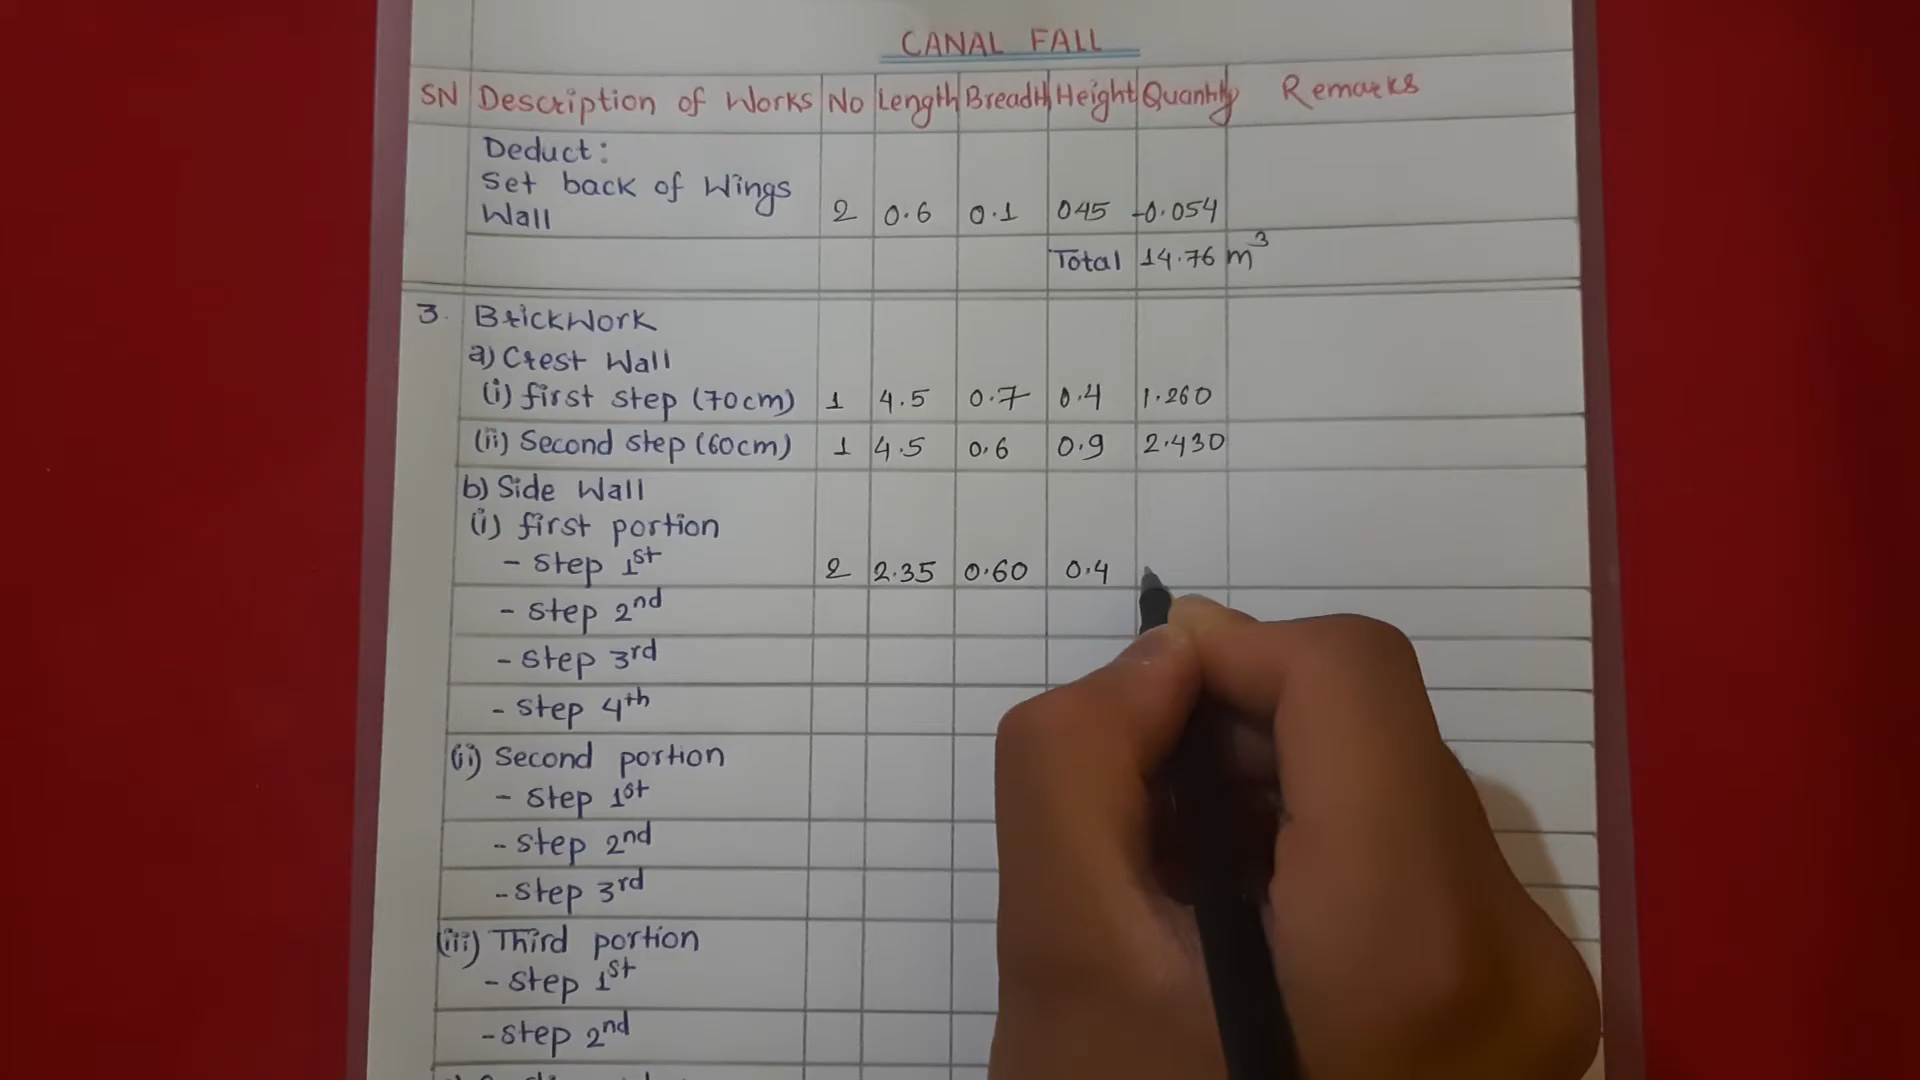 CANAL FALL
SN Description of Works No Length Breadth Height Quantity Remarks
Deduct:
Set back of Wings
Wall 2 0.6 0.1 045 -0.054
Total 14.76 m³
3. BrickWork
a) Crest Wall
(i) first step (70cm) 1 4.5 0.7 0.4 1.260
(ii) Second step (60cm) 1 4.5 0.6 0.9 2.430
b) Side Wall
(i) first portion
- Step 1st 2 2.35 0.60 0.4
- Step 2nd
- Step 3rd
- Step 4th
(ii) Second portion
- Step 1st
- Step 2nd
- Step 3rd
(iii) Third portion
- Step 1st
- Step 2nd